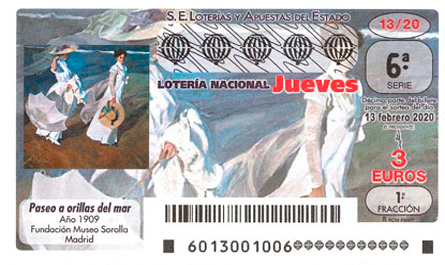 S.E. LOTERÍAS Y APUESTAS DEL ESTADO
13/20
6ª
SERIE
LOTERÍA NACIONAL Jueves
Décima parte del billete
para el sorteo del día
13 febrero 2020
EL PRESIDENTE
3
EUROS
1ª
FRACCIÓN
Paseo a orillas del mar
Año 1909
Fundación Museo Sorolla
Madrid
6013001006